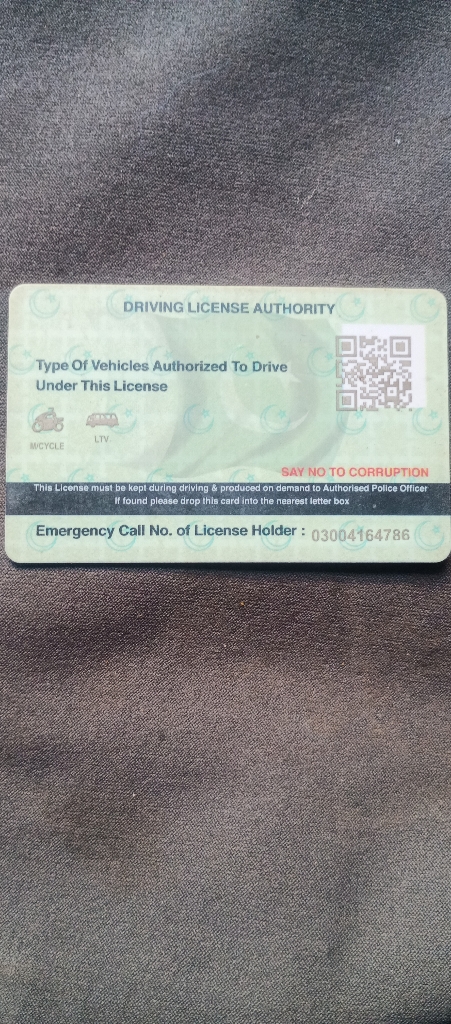 DRIVING LICENSE AUTHORITY
Type Of Vehicles Authorized To Drive
Under This License
M/CYCLE
LTV
SAY NO TO CORRUPTION
This License must be kept during driving & produced on demand to Authorised Police Officer
If found please drop this card into the nearest letter box
Emergency Call No. of License Holder : 03004164786